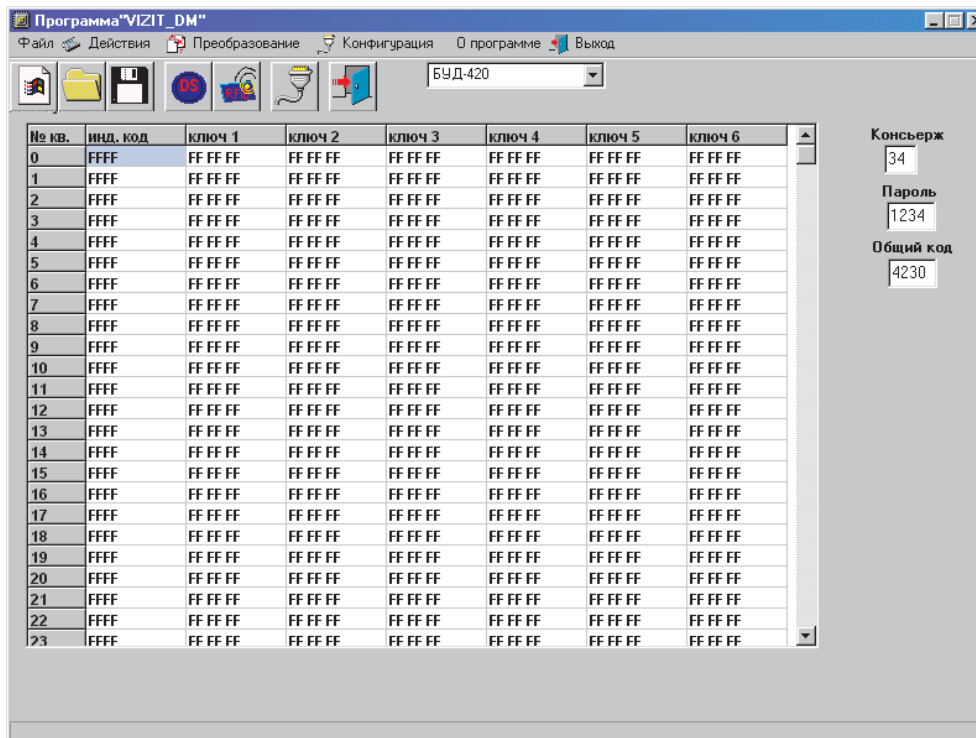 Программа"VIZIT_DM"
Файл Действия Преобразование Конфигурация О программе Выход
DS RFID БУД-420
№ кв. инд. код ключ 1 ключ 2 ключ 3 ключ 4 ключ 5 ключ 6
0 FFFF FF FF FF FF FF FF FF FF FF FF FF FF FF FF FF FF FF FF
1 FFFF FF FF FF FF FF FF FF FF FF FF FF FF FF FF FF FF FF FF
2 FFFF FF FF FF FF FF FF FF FF FF FF FF FF FF FF FF FF FF FF
3 FFFF FF FF FF FF FF FF FF FF FF FF FF FF FF FF FF FF FF FF
4 FFFF FF FF FF FF FF FF FF FF FF FF FF FF FF FF FF FF FF FF
5 FFFF FF FF FF FF FF FF FF FF FF FF FF FF FF FF FF FF FF FF
6 FFFF FF FF FF FF FF FF FF FF FF FF FF FF FF FF FF FF FF FF
7 FFFF FF FF FF FF FF FF FF FF FF FF FF FF FF FF FF FF FF FF
8 FFFF FF FF FF FF FF FF FF FF FF FF FF FF FF FF FF FF FF FF
9 FFFF FF FF FF FF FF FF FF FF FF FF FF FF FF FF FF FF FF FF
10 FFFF FF FF FF FF FF FF FF FF FF FF FF FF FF FF FF FF FF FF
11 FFFF FF FF FF FF FF FF FF FF FF FF FF FF FF FF FF FF FF FF
12 FFFF FF FF FF FF FF FF FF FF FF FF FF FF FF FF FF FF FF FF
13 FFFF FF FF FF FF FF FF FF FF FF FF FF FF FF FF FF FF FF FF
14 FFFF FF FF FF FF FF FF FF FF FF FF FF FF FF FF FF FF FF FF
15 FFFF FF FF FF FF FF FF FF FF FF FF FF FF FF FF FF FF FF FF
16 FFFF FF FF FF FF FF FF FF FF FF FF FF FF FF FF FF FF FF FF
17 FFFF FF FF FF FF FF FF FF FF FF FF FF FF FF FF FF FF FF FF
18 FFFF FF FF FF FF FF FF FF FF FF FF FF FF FF FF FF FF FF FF
19 FFFF FF FF FF FF FF FF FF FF FF FF FF FF FF FF FF FF FF FF
20 FFFF FF FF FF FF FF FF FF FF FF FF FF FF FF FF FF FF FF FF
21 FFFF FF FF FF FF FF FF FF FF FF FF FF FF FF FF FF FF FF FF
22 FFFF FF FF FF FF FF FF FF FF FF FF FF FF FF FF FF FF FF FF
23 FFFF FF FF FF FF FF FF FF FF FF FF FF FF FF FF FF FF FF FF
Консьерж
34
Пароль
1234
Общий код
4230